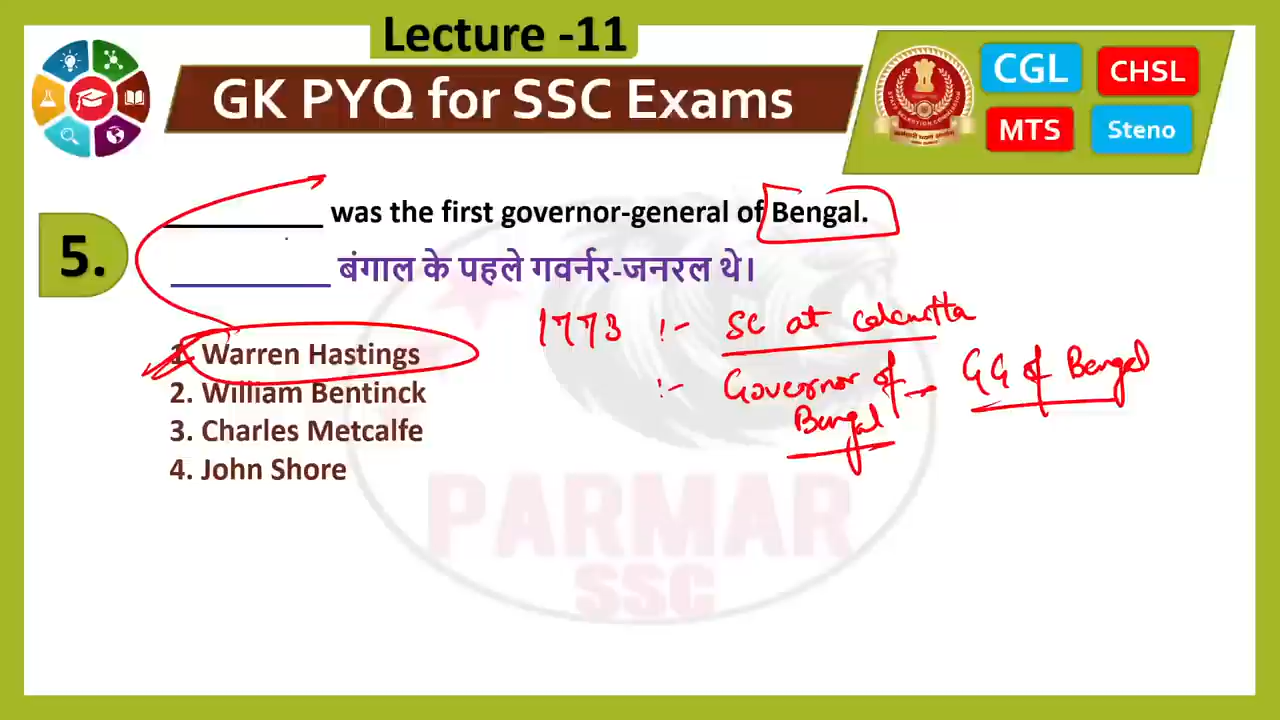 Lecture -11
GK PYQ for SSC Exams
CGL
CHSL
MTS
Steno
5.
________ was the first governor-general of Bengal.
________ बंगाल के पहले गवर्नर-जनरल थे।
1. Warren Hastings
2. William Bentinck
3. Charles Metcalfe
4. John Shore
1773 :- SC at Calcutta
:- Governor of Bengal → GG of Bengal
PARMAR
SSC